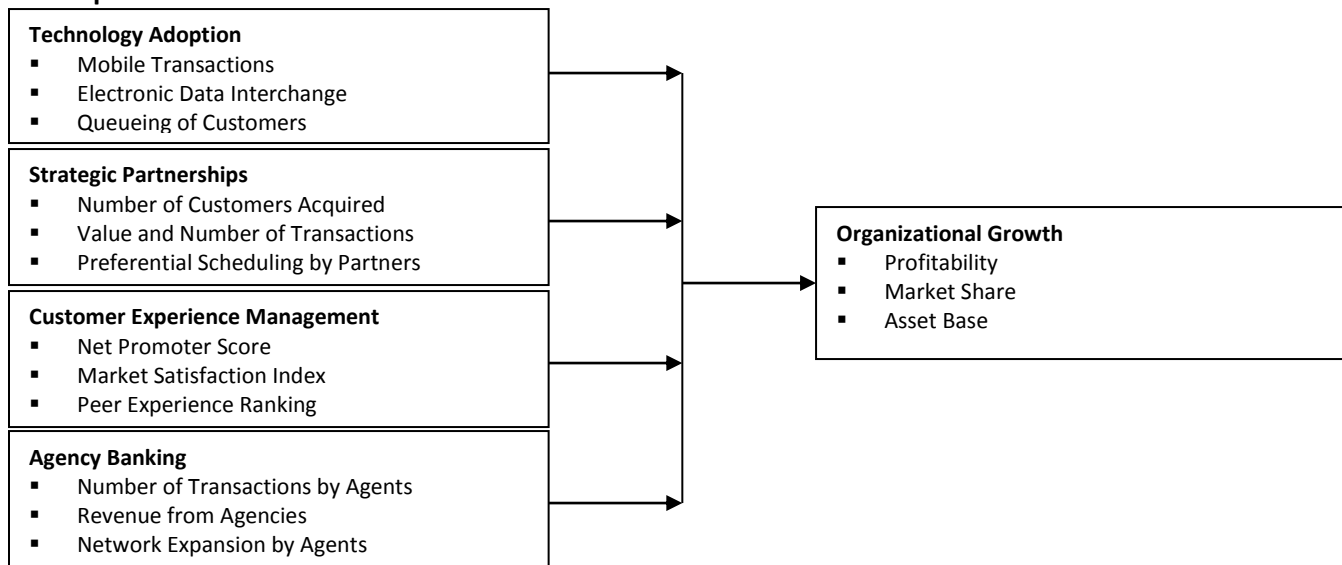 Technology Adoption
▪ Mobile Transactions
▪ Electronic Data Interchange
▪ Queueing of Customers
Strategic Partnerships
▪ Number of Customers Acquired
▪ Value and Number of Transactions
▪ Preferential Scheduling by Partners
Customer Experience Management
▪ Net Promoter Score
▪ Market Satisfaction Index
▪ Peer Experience Ranking
Agency Banking
▪ Number of Transactions by Agents
▪ Revenue from Agencies
▪ Network Expansion by Agents
Organizational Growth
▪ Profitability
▪ Market Share
▪ Asset Base